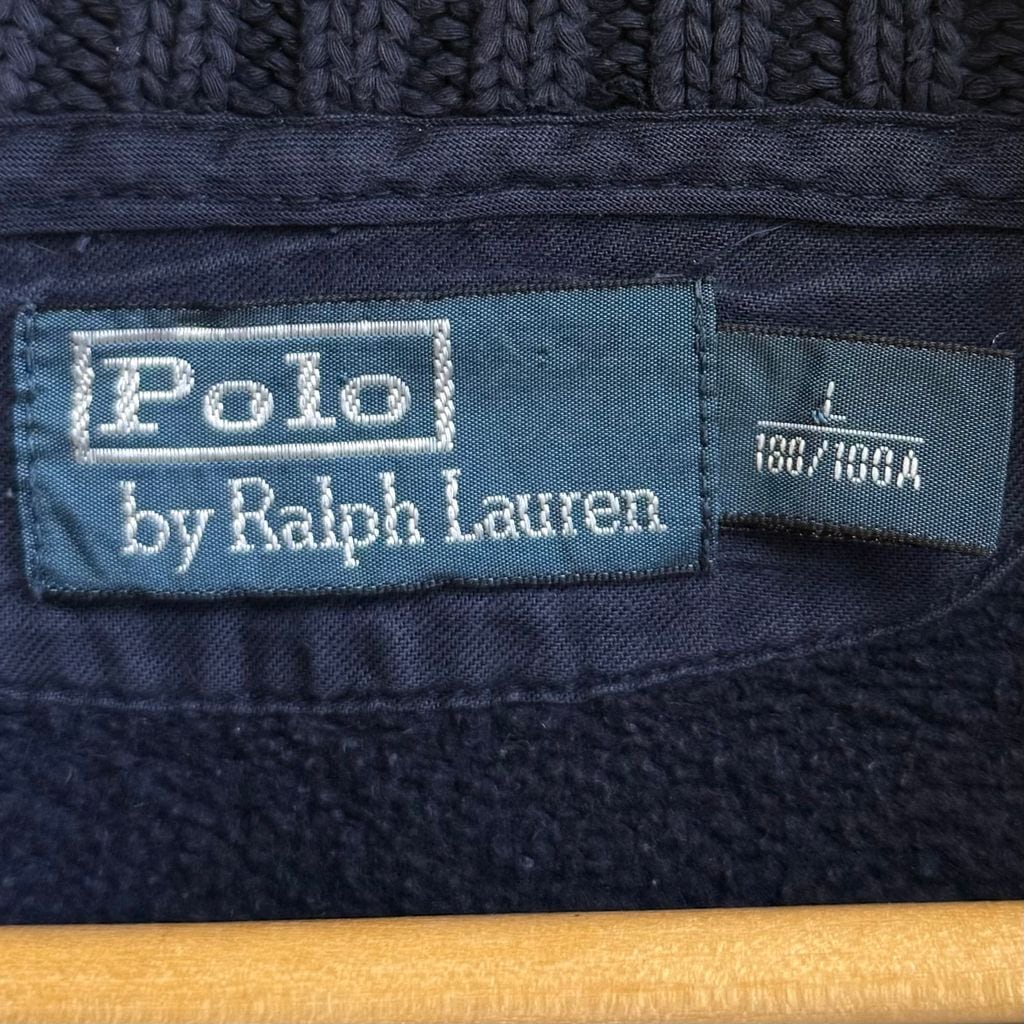 Polo
by Ralph Lauren
L
180/100A